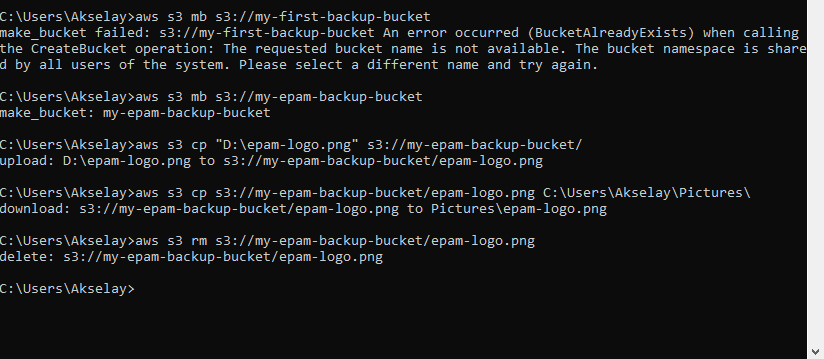 C:\Users\Akselay>aws s3 mb s3://my-first-backup-bucket
make_bucket failed: s3://my-first-backup-bucket An error occurred (BucketAlreadyExists) when calling
the CreateBucket operation: The requested bucket name is not available. The bucket namespace is share
d by all users of the system. Please select a different name and try again.
C:\Users\Akselay>aws s3 mb s3://my-epam-backup-bucket
make_bucket: my-epam-backup-bucket
C:\Users\Akselay>aws s3 cp "D:\epam-logo.png" s3://my-epam-backup-bucket/
upload: D:\epam-logo.png to s3://my-epam-backup-bucket/epam-logo.png
C:\Users\Akselay>aws s3 cp s3://my-epam-backup-bucket/epam-logo.png C:\Users\Akselay\Pictures\
download: s3://my-epam-backup-bucket/epam-logo.png to Pictures\epam-logo.png
C:\Users\Akselay>aws s3 rm s3://my-epam-backup-bucket/epam-logo.png
delete: s3://my-epam-backup-bucket/epam-logo.png
C:\Users\Akselay>